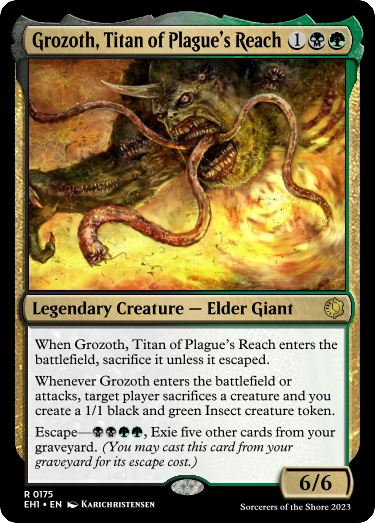 Grozoth, Titan of Plague's Reach 1
Legendary Creature — Elder Giant
When Grozoth, Titan of Plague's Reach enters the
battlefield, sacrifice it unless it escaped.
Whenever Grozoth enters the battlefield or
attacks, target player sacrifices a creature and you
create a 1/1 black and green Insect creature token.
Escape—, Exie five other cards from your
graveyard. (You may cast this card from your
graveyard for its escape cost.)
6/6
R 0175
EH1 • EN Karichristensen
Sorcerers of the Shore 2023